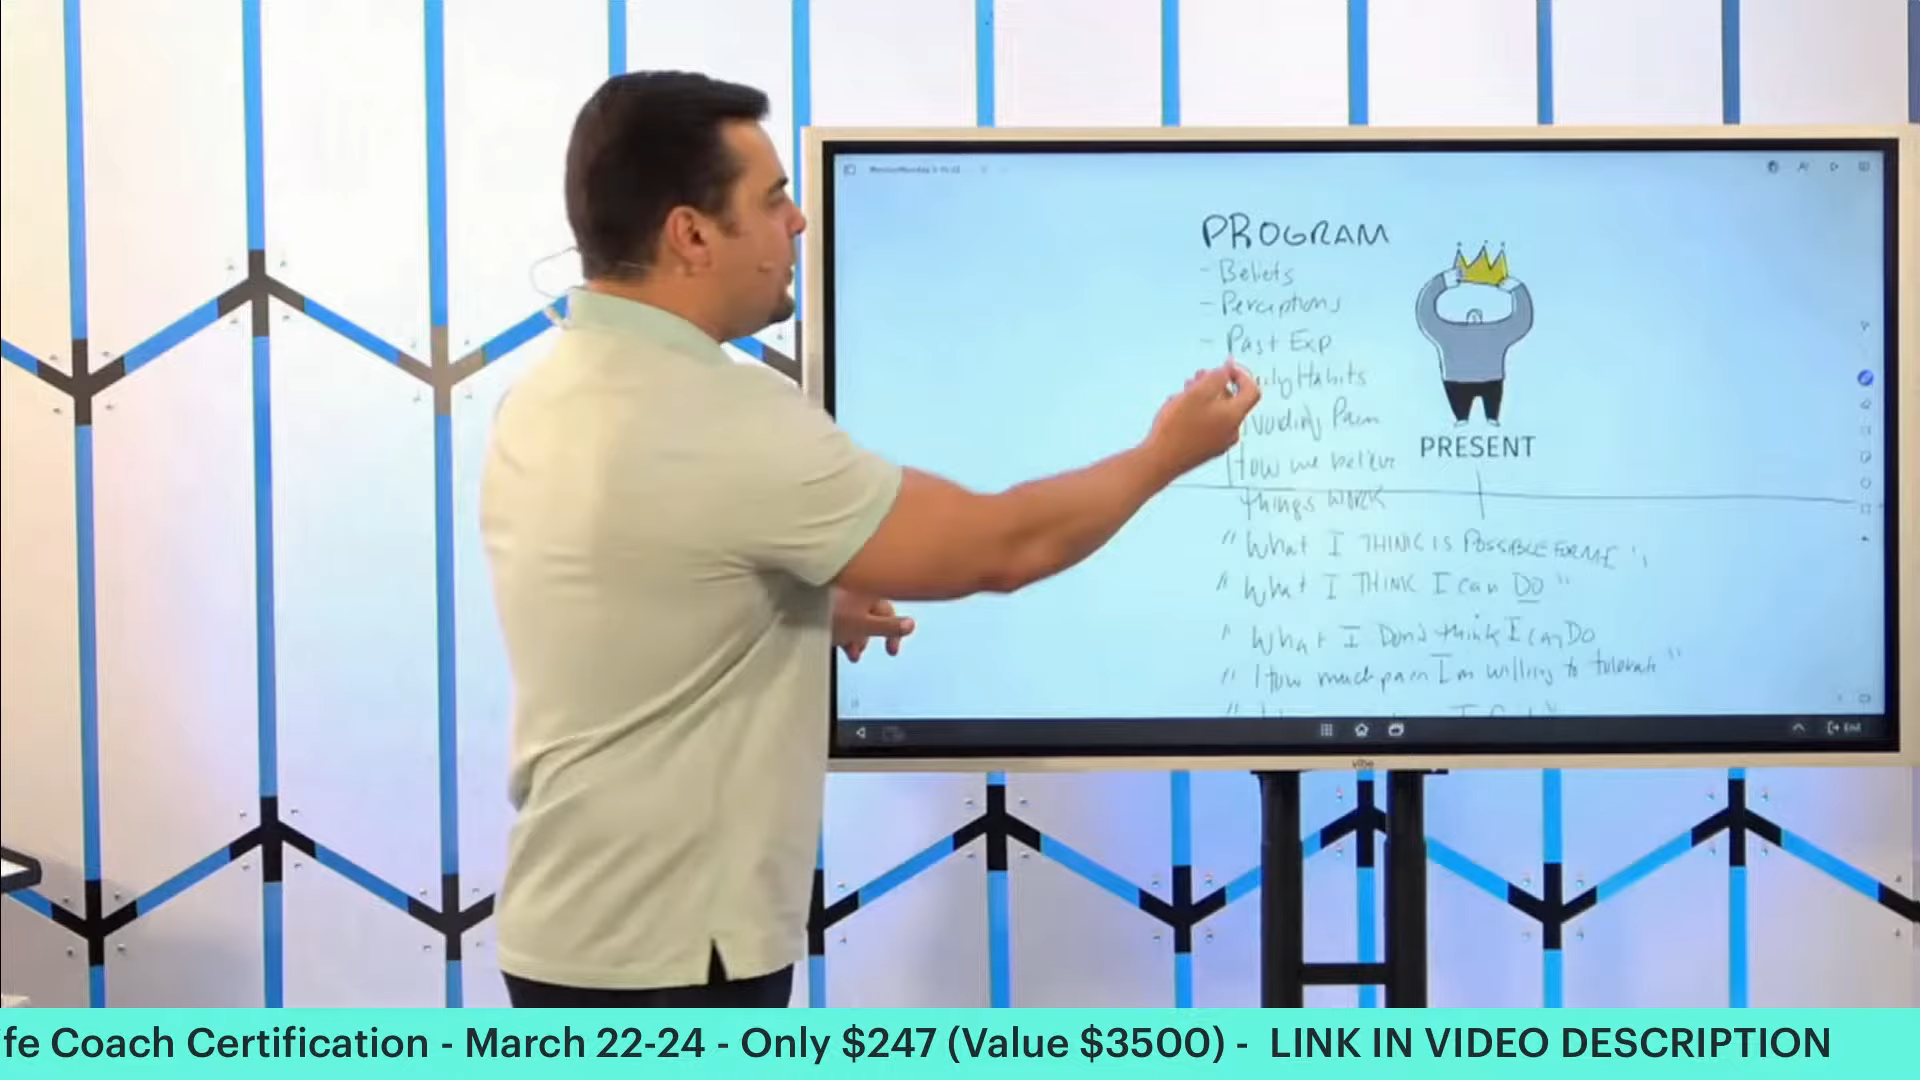 PROGRAM
- Beliefs
- Perceptions
- Past Exp
Daily Habits
Avoiding Pain
How we believe
things WORK
PRESENT
"What I THINK IS POSSIBLE FOR ME"
"What I THINK I can DO"
"What I Don't think I can Do
"How much pain I'm willing to tolerate"
End
vibe
fe Coach Certification - March 22-24 - Only $247 (Value $3500) - LINK IN VIDEO DESCRIPTION